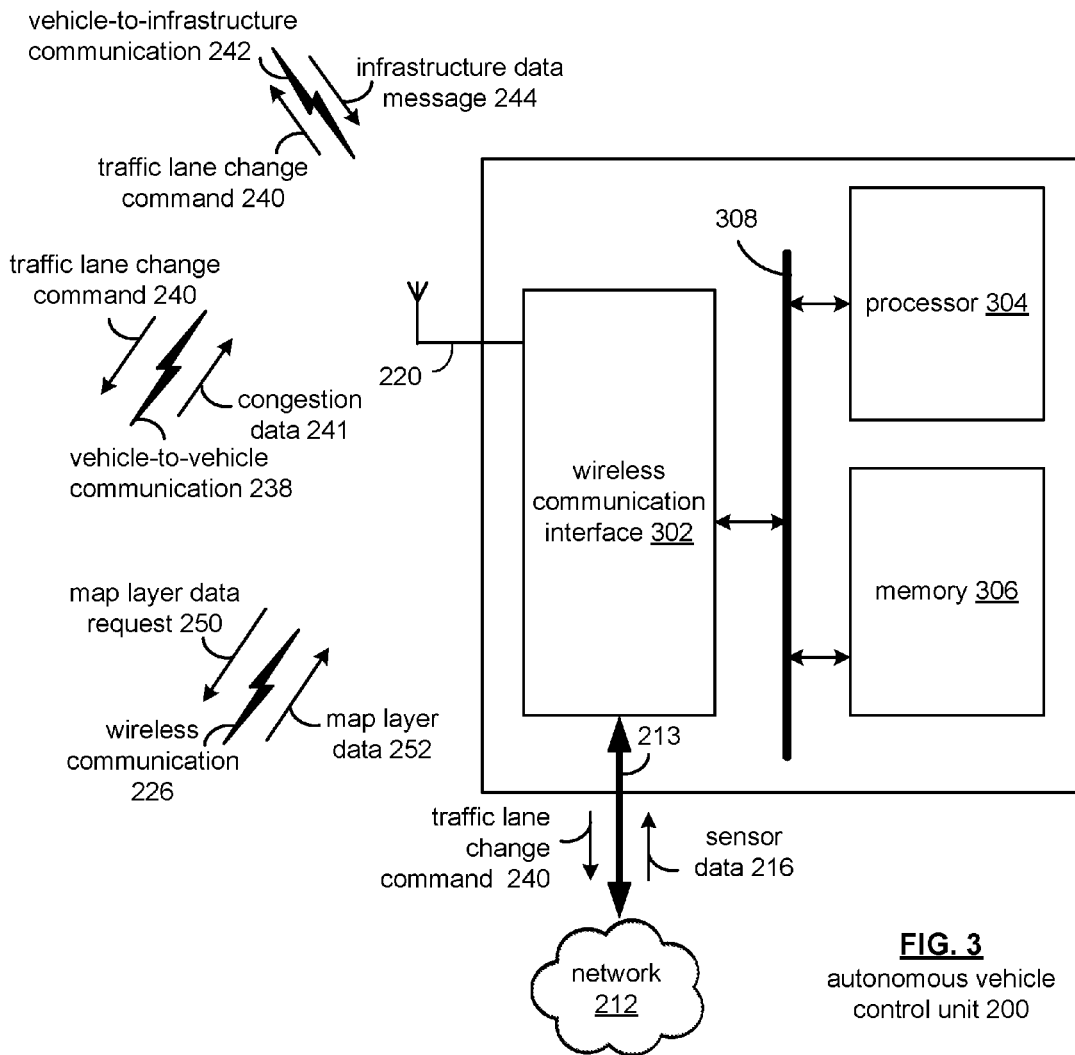 vehicle-to-infrastructure
communication 242
infrastructure data
message 244
traffic lane change
command 240
308
processor 304
traffic lane change
command 240
220
congestion
data 241
vehicle-to-vehicle
communication 238
wireless
communication
interface 302
memory 306
map layer data
request 250
map layer
data 252
wireless
communication
226
213
traffic lane
change
command 240
sensor
data 216
network
212
FIG. 3
autonomous vehicle
control unit 200